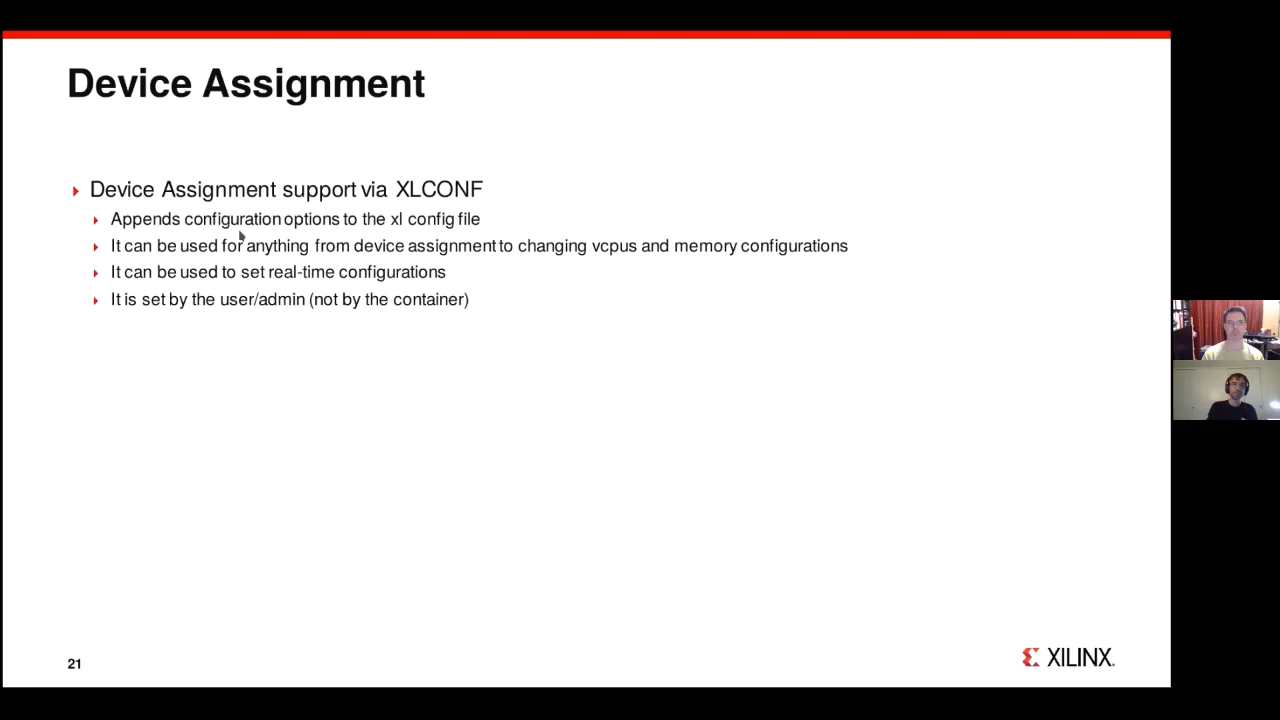 Device Assignment
Device Assignment support via XLCONF
Appends configuration options to the xl config file
It can be used for anything from device assignment to changing vcpus and memory configurations
It can be used to set real-time configurations
It is set by the user/admin (not by the container)
21
XILINX.